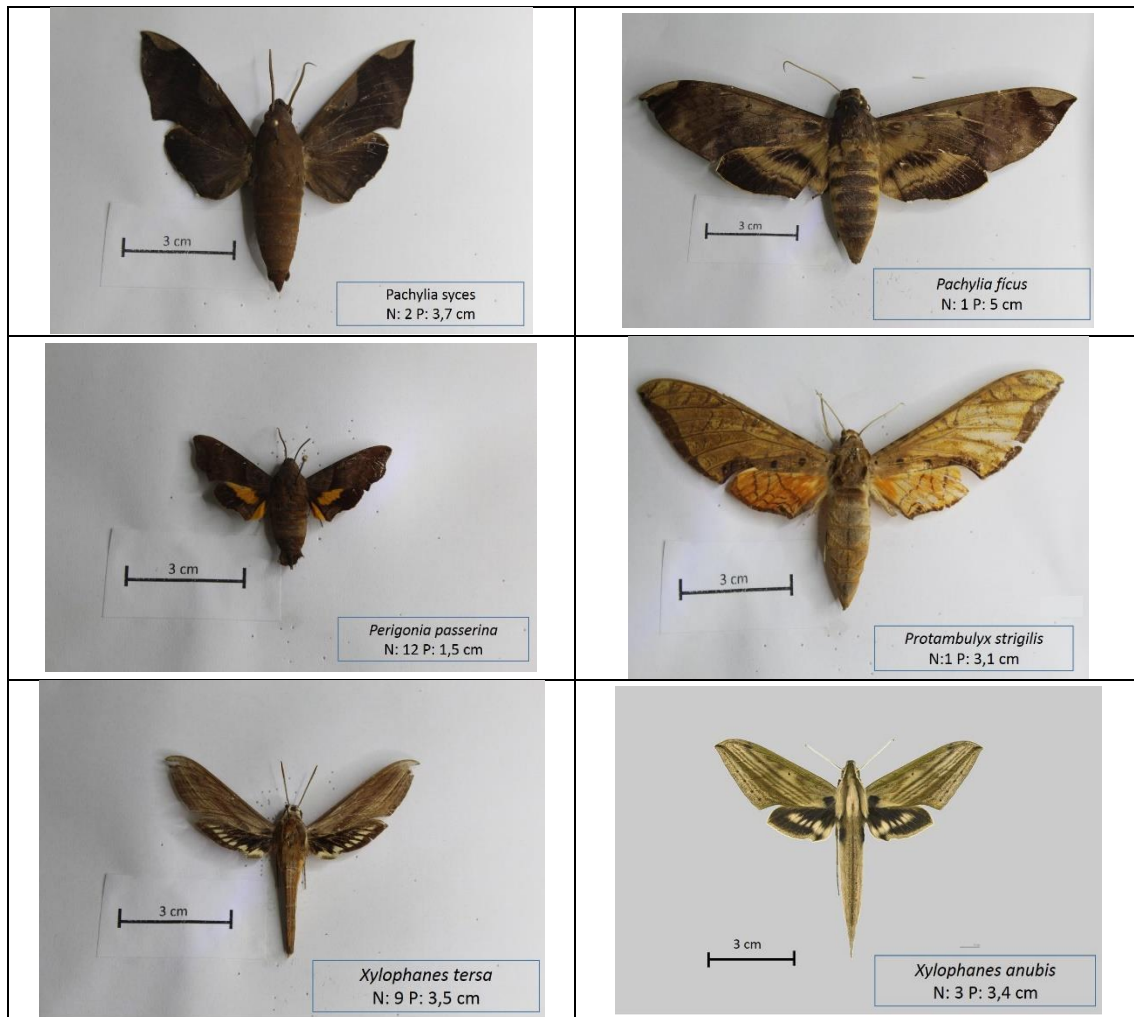 3 cm
Pachylia syces
N: 2 P: 3,7 cm
3 cm
Pachylia fícus
N: 1 P: 5 cm
3 cm
Perigonia passerina
N: 12 P: 1,5 cm
3 cm
Protambulyx strigilis
N:1 P: 3,1 cm
3 cm
Xylophanes tersa
N: 9 P: 3,5 cm
3 cm
Xylophanes anubis
N: 3 P: 3,4 cm